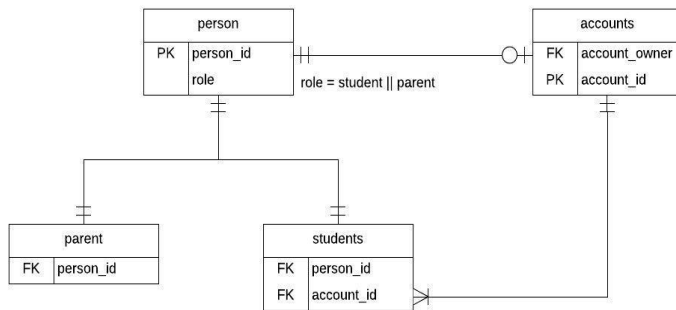 person
PK person_id
role
accounts
FK account_owner
PK account_id
role = student || parent
parent
FK person_id
students
FK person_id
FK account_id